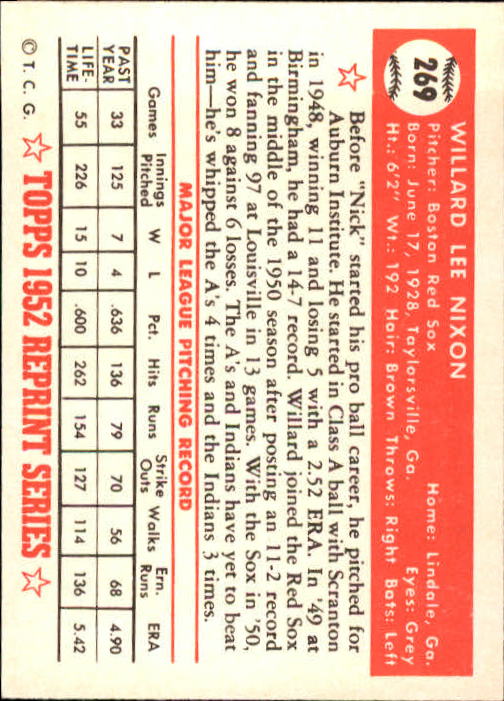 269
WILLARD LEE NIXON
Pitcher: Boston Red Sox Home: Lindale, Ga.
Born: June 17, 1928, Taylorsville, Ga. Eyes: Grey
Ht.: 6'2" Wt.: 192 Hair: Brown Throws: Right Bats: Left
Before "Nick" started his pro ball career, he pitched for
Auburn Institute. He started in Class A ball with Scranton
in 1948, winning 11 and losing 5 with a 2.52 ERA. In '49 at
Birmingham, he had a 14-7 record. Willard joined the Red Sox
in the middle of the 1950 season after posting an 11-2 record
and fanning 97 at Louisville in 13 games. With the Sox in '50,
he won 8 against 6 losses. The A's and Indians have yet to beat
him—he's whipped the A's 4 times and the Indians 3 times.
MAJOR LEAGUE PITCHING RECORD
Games Innings Pitched W L Pct. Hits Runs Strike Outs Walks Ern. Runs ERA
PAST YEAR 33 125 7 4 .636 136 79 70 56 68 4.90
LIFE-TIME 55 226 15 10 .600 262 154 127 114 136 5.42
© T. C. G. TOPPS 1952 REPRINT SERIES